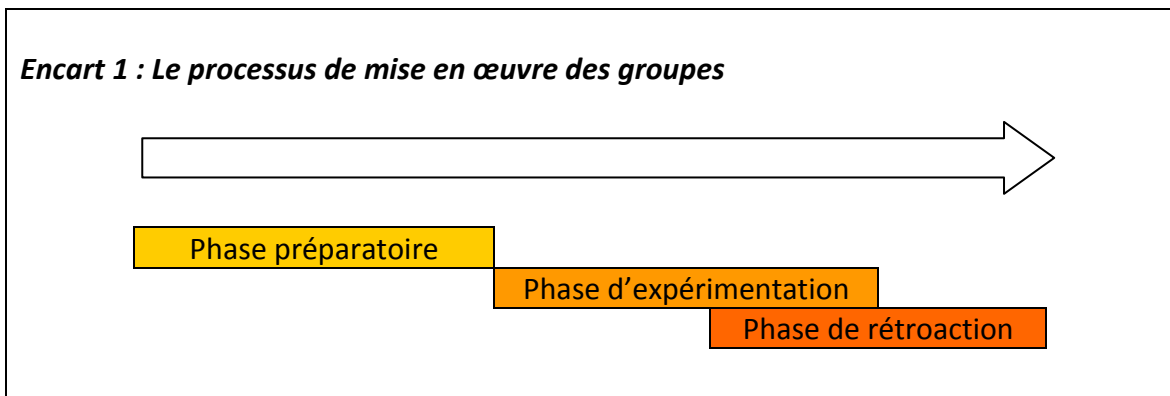 Encart 1 : Le processus de mise en œuvre des groupes
Phase préparatoire
Phase d’expérimentation
Phase de rétroaction